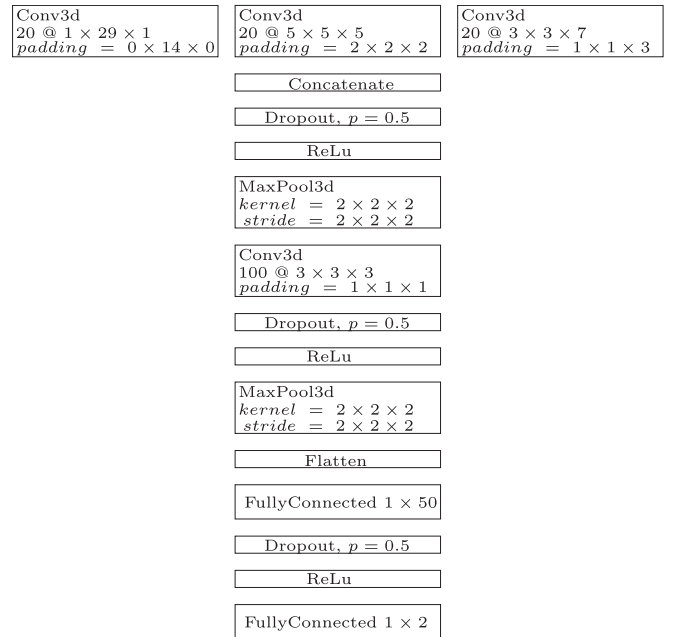 Conv3d
20 @ 1 × 29 × 1
padding = 0 × 14 × 0
Conv3d
20 @ 5 × 5 × 5
padding = 2 × 2 × 2
Conv3d
20 @ 3 × 3 × 7
padding = 1 × 1 × 3
Concatenate
Dropout, p = 0.5
ReLu
MaxPool3d
kernel = 2 × 2 × 2
stride = 2 × 2 × 2
Conv3d
100 @ 3 × 3 × 3
padding = 1 × 1 × 1
Dropout, p = 0.5
ReLu
MaxPool3d
kernel = 2 × 2 × 2
stride = 2 × 2 × 2
Flatten
FullyConnected 1 × 50
Dropout, p = 0.5
ReLu
FullyConnected 1 × 2